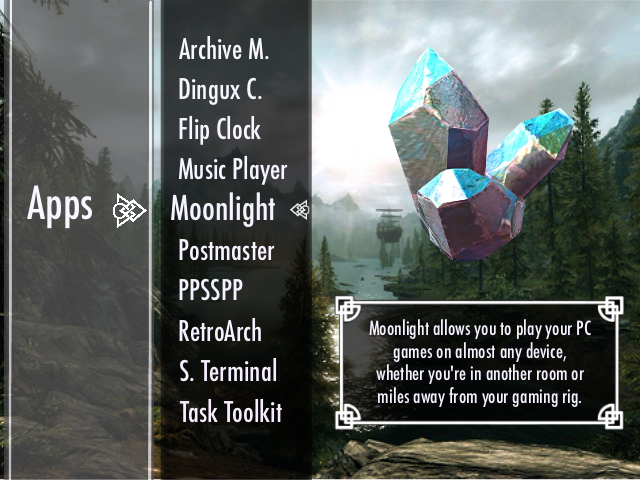 Apps
Archive M.
Dingux C.
Flip Clock
Music Player
Moonlight
Postmaster
PPSSPP
RetroArch
S. Terminal
Task Toolkit
Moonlight allows you to play your PC
games on almost any device,
whether you're in another room or
miles away from your gaming rig.